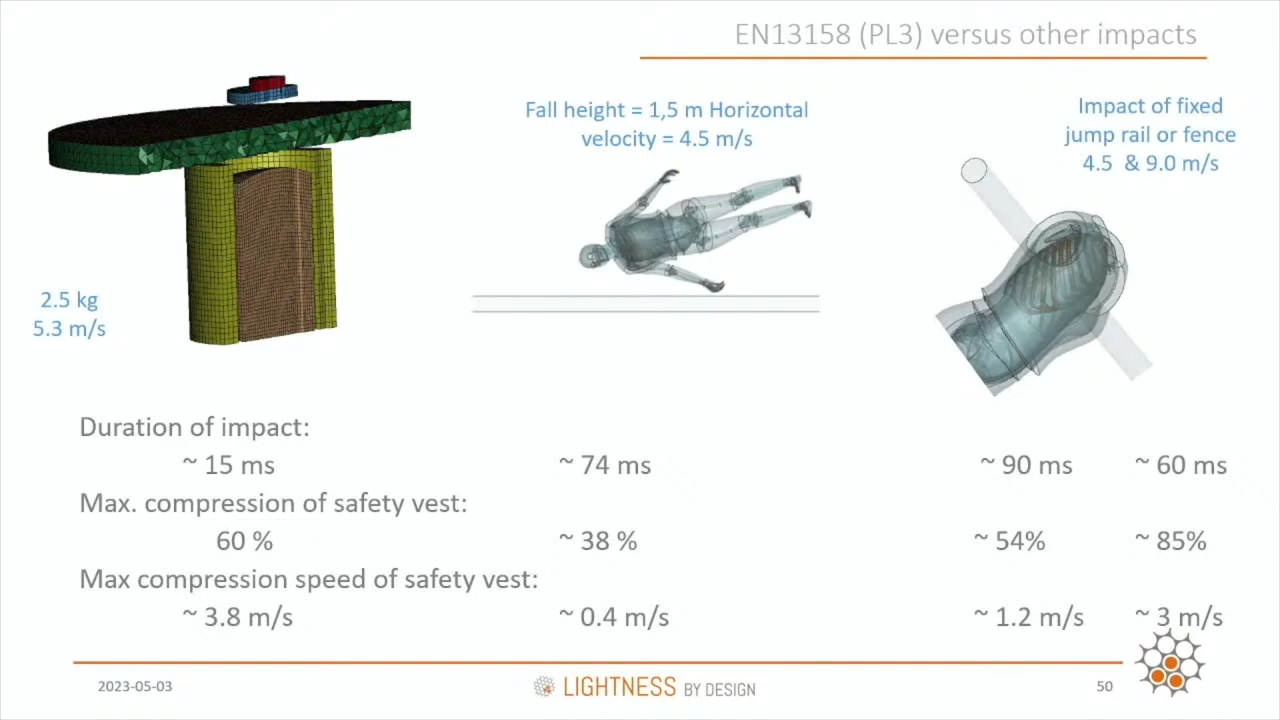 EN13158 (PL3) versus other impacts
Fall height = 1,5 m Horizontal
velocity = 4.5 m/s
Impact of fixed
jump rail or fence
4.5 & 9.0 m/s
2.5 kg
5.3 m/s
Duration of impact:
~ 15 ms ~ 74 ms ~ 90 ms ~ 60 ms
Max. compression of safety vest:
60 % ~ 38 % ~ 54% ~ 85%
Max compression speed of safety vest:
~ 3.8 m/s ~ 0.4 m/s ~ 1.2 m/s ~ 3 m/s
2023-05-03 LIGHTNESS BY DESIGN 50